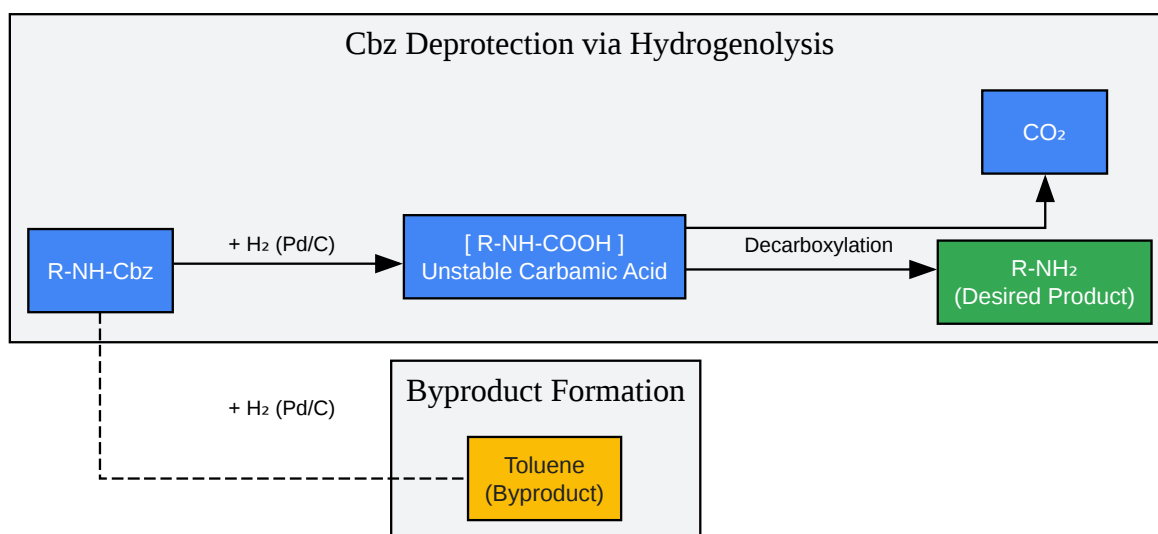 Cbz Deprotection via Hydrogenolysis
CO₂
R-NH-Cbz
+ H₂ (Pd/C)
[ R-NH-COOH ]
Unstable Carbamic Acid
Decarboxylation
R-NH₂
(Desired Product)
+ H₂ (Pd/C)
Byproduct Formation
Toluene
(Byproduct)